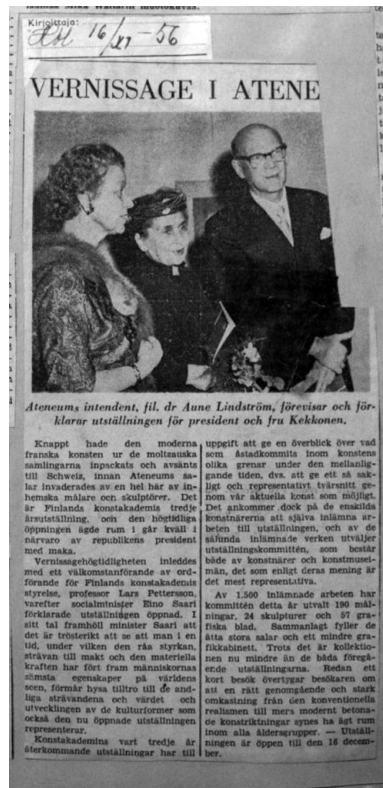 Kirjoittaja:
Hbl 16/XI -56
VERNISSAGE I ATENE
Ateneums intendent, fil. dr Aune Lindström, förevisar och för-
klarar utställningen för president och fru Kekkonen.
Knappt hade den moderna
franska konsten ur de moltzauska
samlingarna inpackats och avsänts
till Schweiz, innan Ateneums sa-
lar invaderades av en hel här av in-
hemska målare och skulptörer. Det
är Finlands konstakademis tredje
årsutställning, och den högtidliga
öppningen ägde rum i går kväll i
närvaro av republikens president
med maka.
Vernissagehögtidligheten inleddes
med ett välkomstanförande av ord-
förande för Finlands konstakademis
styrelse, professor Lars Pettersson,
varefter socialminister Eino Saari
förklarade utställningen öppnad. I
sitt tal framhöll minister Saari att
det är trösterikt att se att man i en
tid, under vilken den råa styrkan,
strävan till makt och den materiella
kraften har fört fram människornas
sämsta egenskaper på världens
scen, förmår hysa tilltro till de and-
liga strävandena och värdet och
utvecklingen av de kulturformer som
också den nu öppnade utställningen
representerar.
Konstakademins vart tredje år
återkommande utställningar har till
uppgift att ge en överblick över vad
som åstadkommits inom konstens
olika grenar under den mellanlig-
gande tiden, dvs. att ge ett så sak-
ligt och representativt tvärsnitt ge-
nom vår aktuella konst som möjligt.
Det ankommer dock på de enskilda
konstnärerna att själva inlämna ar-
beten till utställningen, och av de
sålunda inlämnade verken utväljer
utställningskommittén, som består
både av konstnärer och konstmusei-
män, det som enligt deras mening är
det mest representativa.
Av 1.500 inlämnade arbeten har
kommittén detta år utvalt 190 mål-
ningar, 24 skulpturer och 57 gra-
fiska blad. Sammanlagt fyller de
åtta stora salar och ett mindre gra-
fikkabinett. Trots det är kollektio-
nen nu mindre än de båda föregå-
ende utställningarna. Redan ett
kort besök övertygar besökaren om
att en rätt genomgående och stark
omkastning från den konventionella
realismen till mers modernt betona-
de konstriktningar synes ha ägt rum
inom alla åldersgrupper. — Utställ-
ningen är öppen till den 16 decem-
ber.